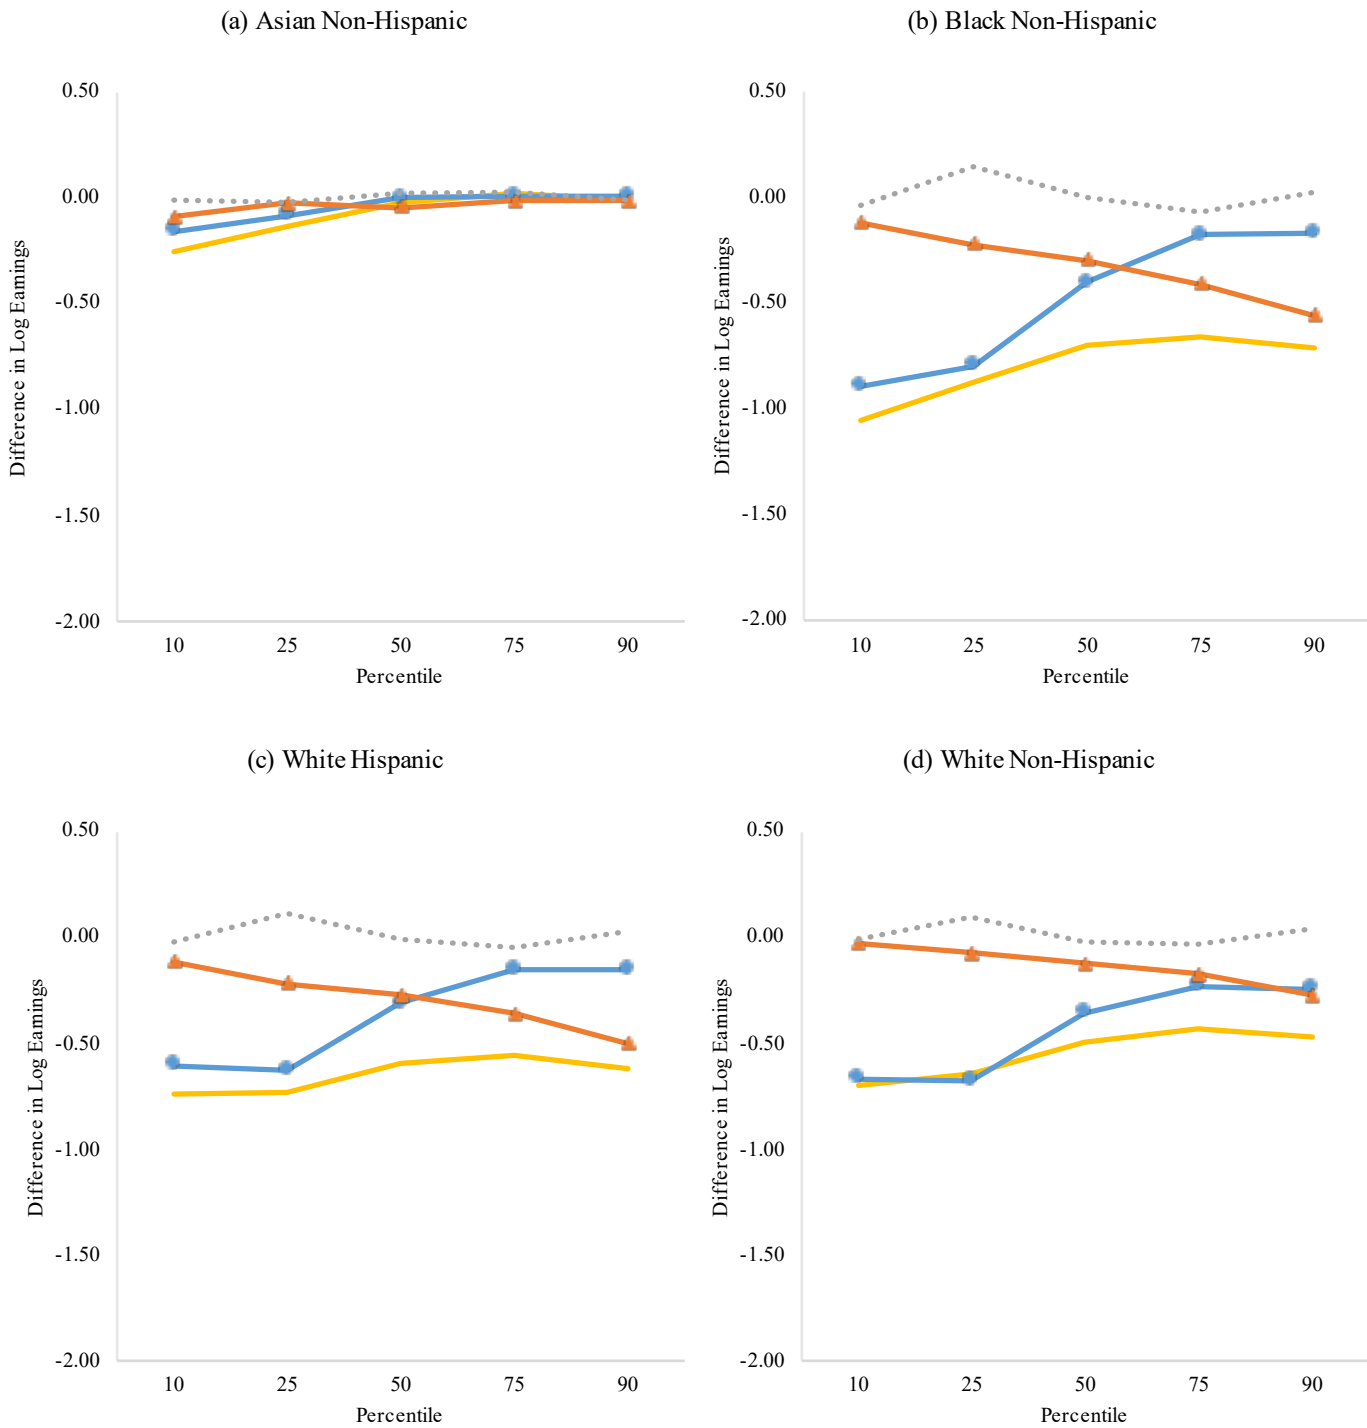 (a) Asian Non-Hispanic
(b) Black Non-Hispanic
0.50
0.00
-0.50
-1.00
-1.50
-2.00
Difference in Log Earnings
10 25 50 75 90
Percentile
0.50
0.00
-0.50
-1.00
-1.50
-2.00
Difference in Log Earnings
10 25 50 75 90
Percentile
(c) White Hispanic
(d) White Non-Hispanic
0.50
0.00
-0.50
-1.00
-1.50
-2.00
Difference in Log Earnings
10 25 50 75 90
Percentile
0.50
0.00
-0.50
-1.00
-1.50
-2.00
Difference in Log Earnings
10 25 50 75 90
Percentile